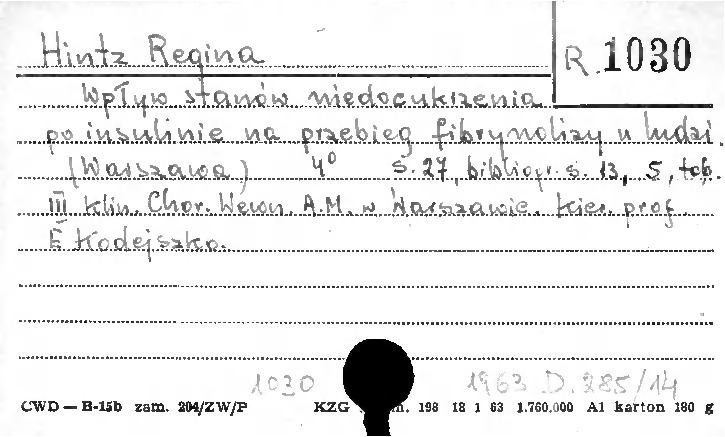 Hintz Regina
R. 1030
Wpływ stanów niedocukrzenia
po insulinie na przebieg fibrynolizy u ludzi.
(Warszawa) 4° s. 27, bibliogr. s. 13, 5, tab.
III Klin. Chor. Wewn. A.M. w Warszawie. Kier. prof
E Kodejszko.
1030 1963 D. 285/14
CWD — B-15b zam. 204/ZW/P KZG m. 198 18 1 63 1.760.000 A1 karton 180 g